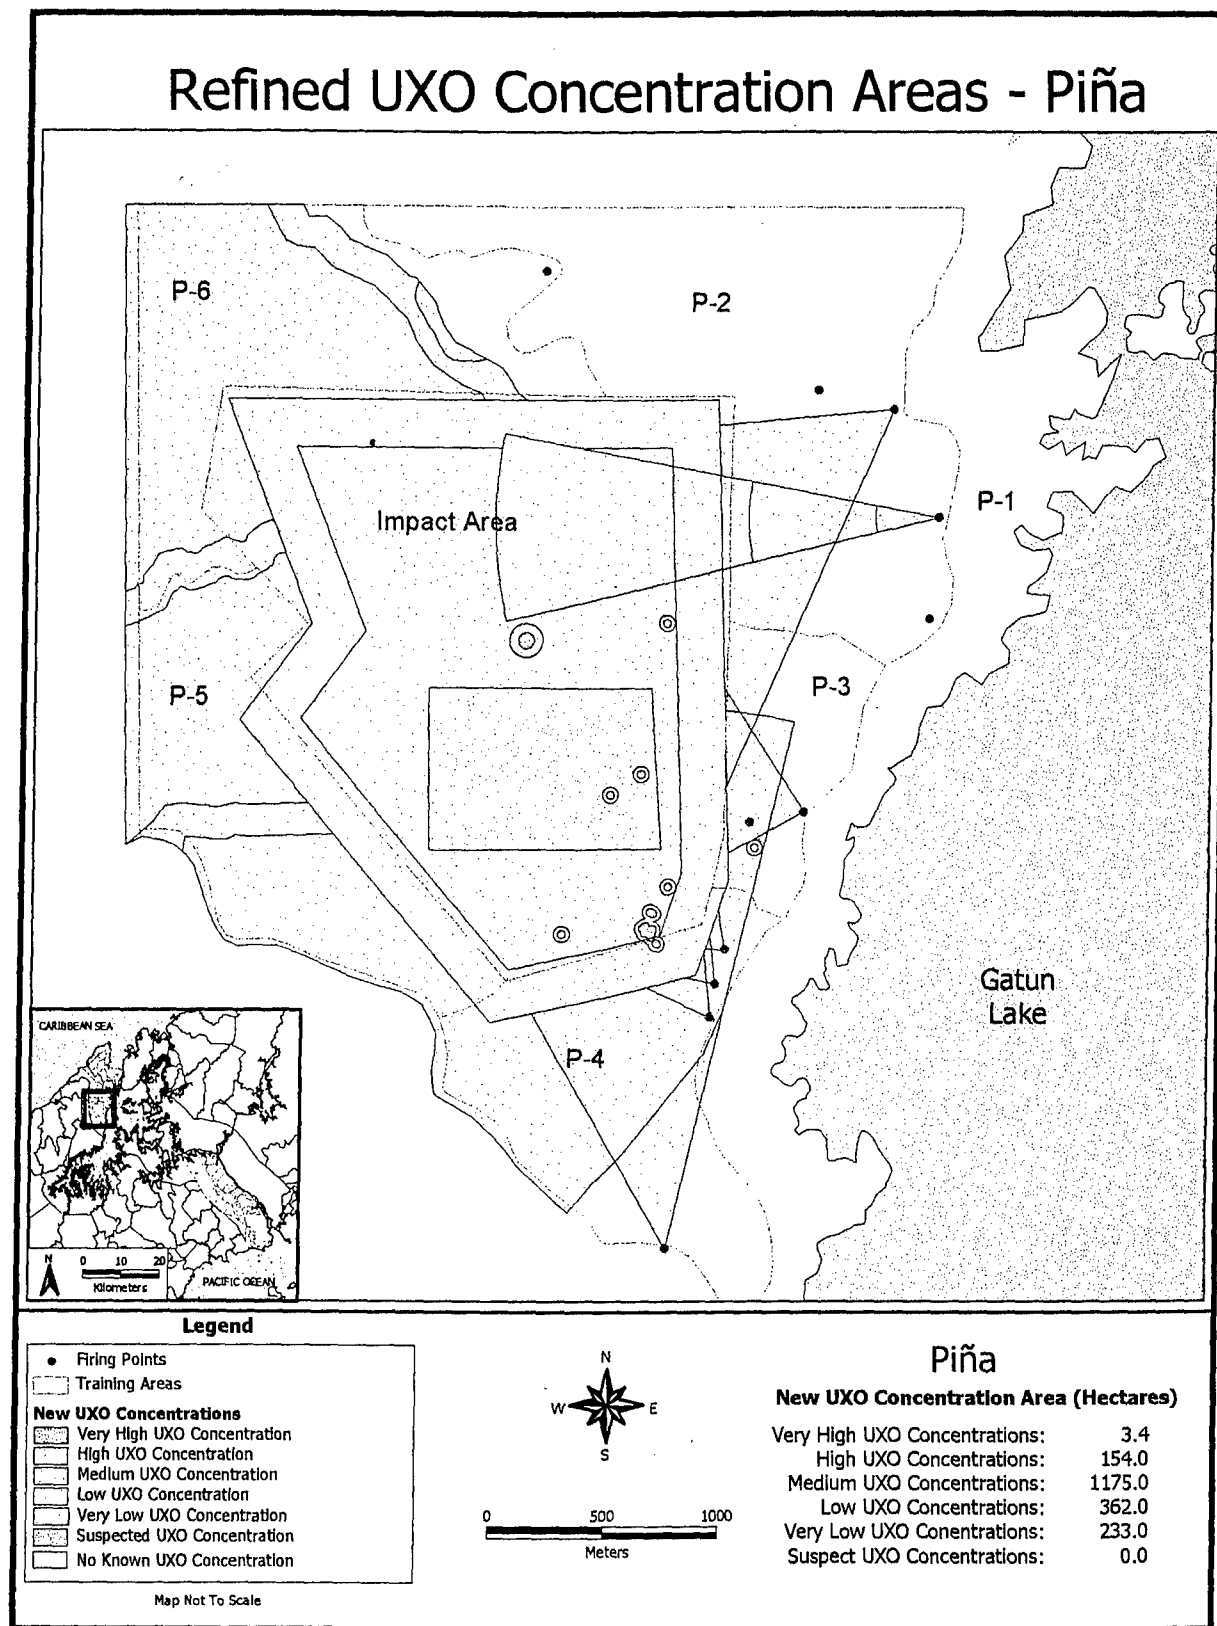 Refined UXO Concentration Areas - Piña
P-6
P-2
P-1
Impact Area
P-3
P-5
Gatun
Lake
P-4
CARIBBEAN SEA
N
0 10 20
Kilometers
PACIFIC OCEAN
Legend
Firing Points
Training Areas
New UXO Concentrations
Very High UXO Concentration
High UXO Concentration
Medium UXO Concentration
Low UXO Concentration
Very Low UXO Concentration
Suspected UXO Concentration
No Known UXO Concentration
Map Not To Scale
N
W E
S
0 500 1000
Meters
Piña
New UXO Concentration Area (Hectares)
Very High UXO Concentrations: 3.4
High UXO Concentrations: 154.0
Medium UXO Concentrations: 1175.0
Low UXO Concentrations: 362.0
Very Low UXO Conentrations: 233.0
Suspect UXO Concentrations: 0.0